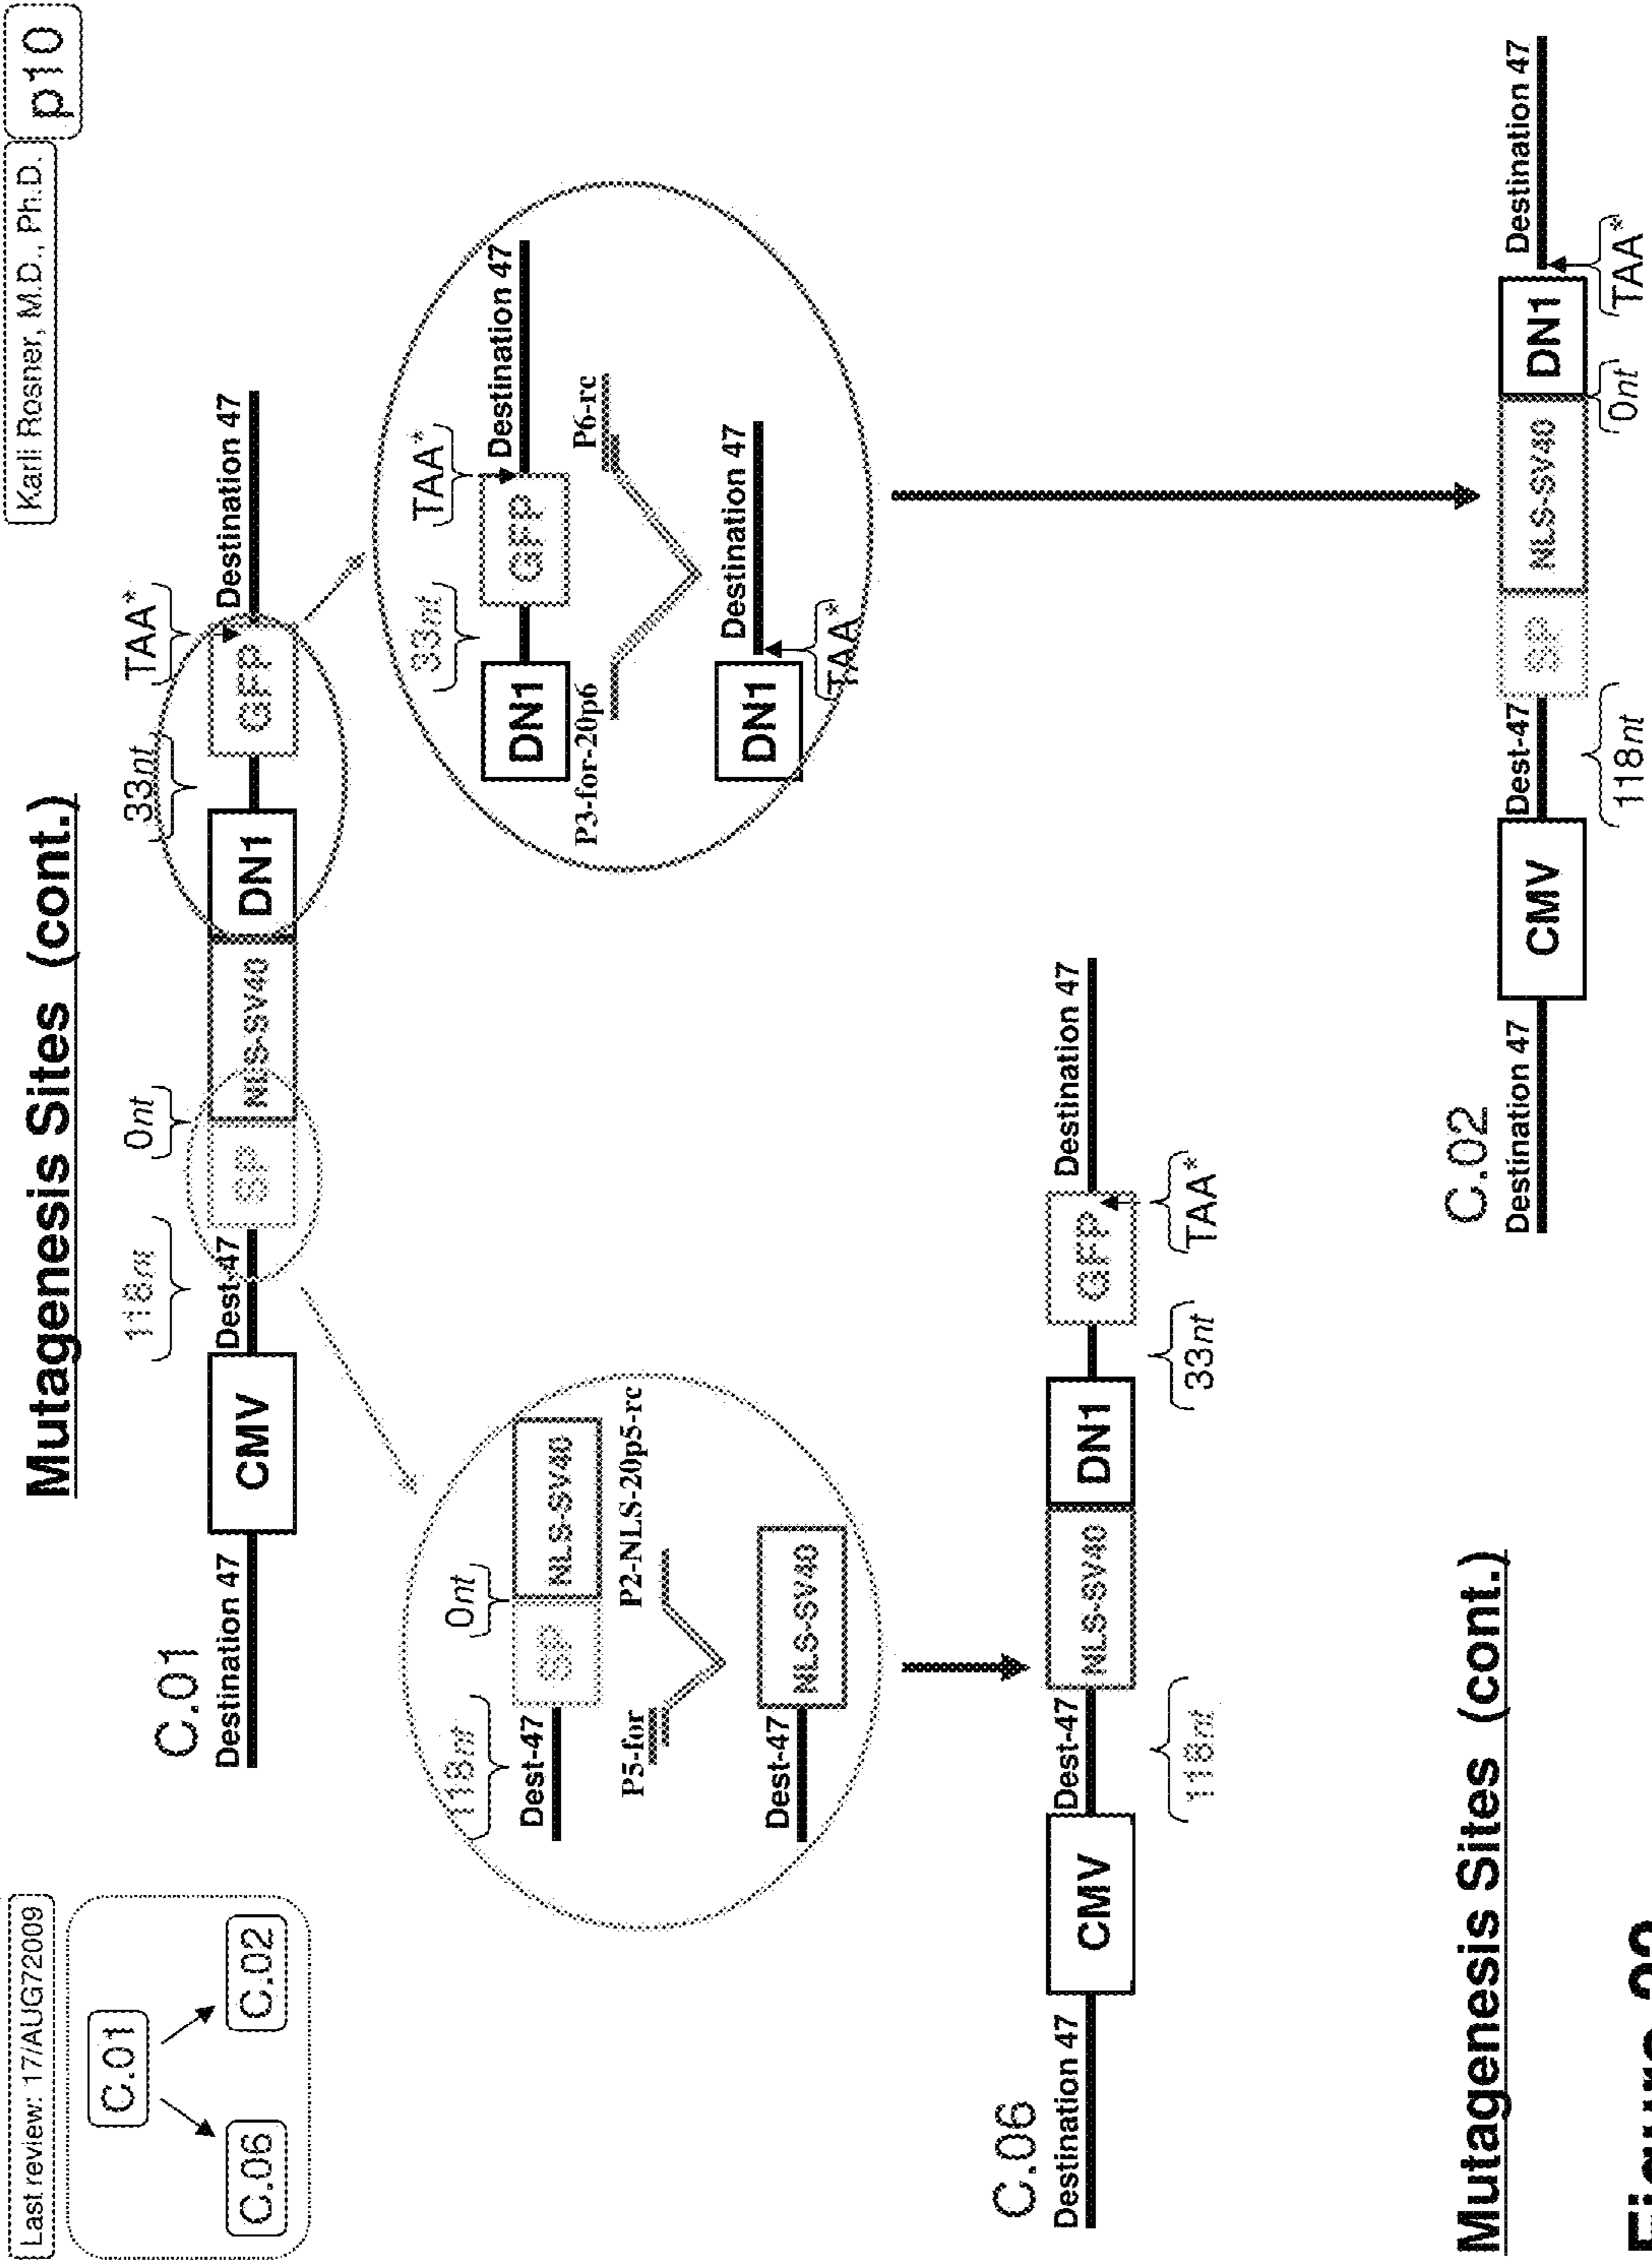 Last review: 17/AUG72009
Karli Rosner, M.D., Ph.D.
p10
C.01
C.06
C.02
Mutagenesis Sites (cont.)
C.01
118nt
0nt
33nt
TAA*
Destination 47
CMV
Dest-47
SP
NLS-SV40
DN1
GFP
Destination 47
118nt
0nt
Dest-47
SP
NLS-SV40
P5-for
P2-NLS-20p5-rc
Dest-47
NLS-SV40
33nt
TAA*
DN1
GFP
Destination 47
P3-for-20p6
P6-rc
DN1
Destination 47
TAA*
C.06
Destination 47
CMV
Dest-47
NLS-SV40
DN1
GFP
Destination 47
118nt
33nt
TAA*
C.02
Destination 47
CMV
Dest-47
SP
NLS-SV40
DN1
Destination 47
118nt
0nt
TAA*
Mutagenesis Sites (cont.)
Figure 22